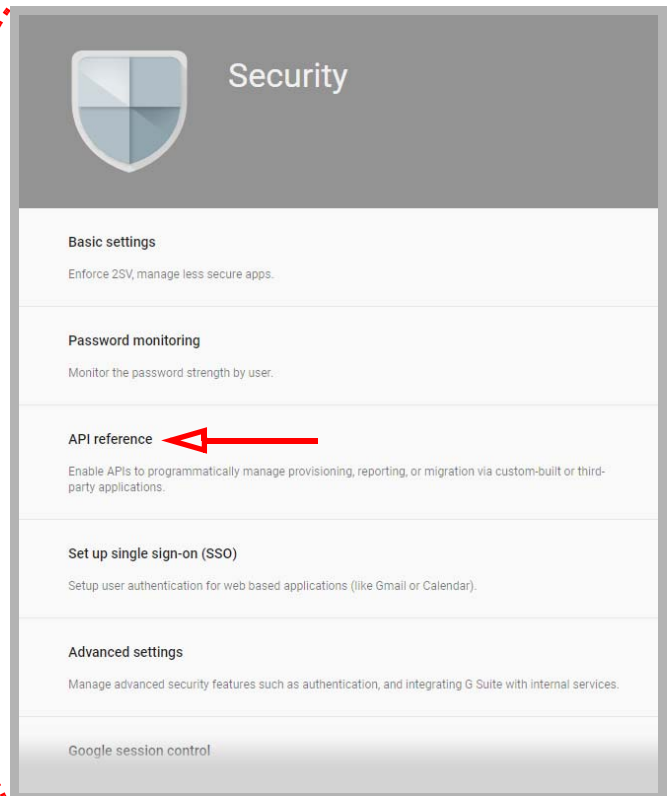 Security
Basic settings
Enforce 2SV, manage less secure apps.
Password monitoring
Monitor the password strength by user.
API reference
Enable APIs to programmatically manage provisioning, reporting, or migration via custom-built or third-
party applications.
Set up single sign-on (SSO)
Setup user authentication for web based applications (like Gmail or Calendar).
Advanced settings
Manage advanced security features such as authentication, and integrating G Suite with internal services.
Google session control